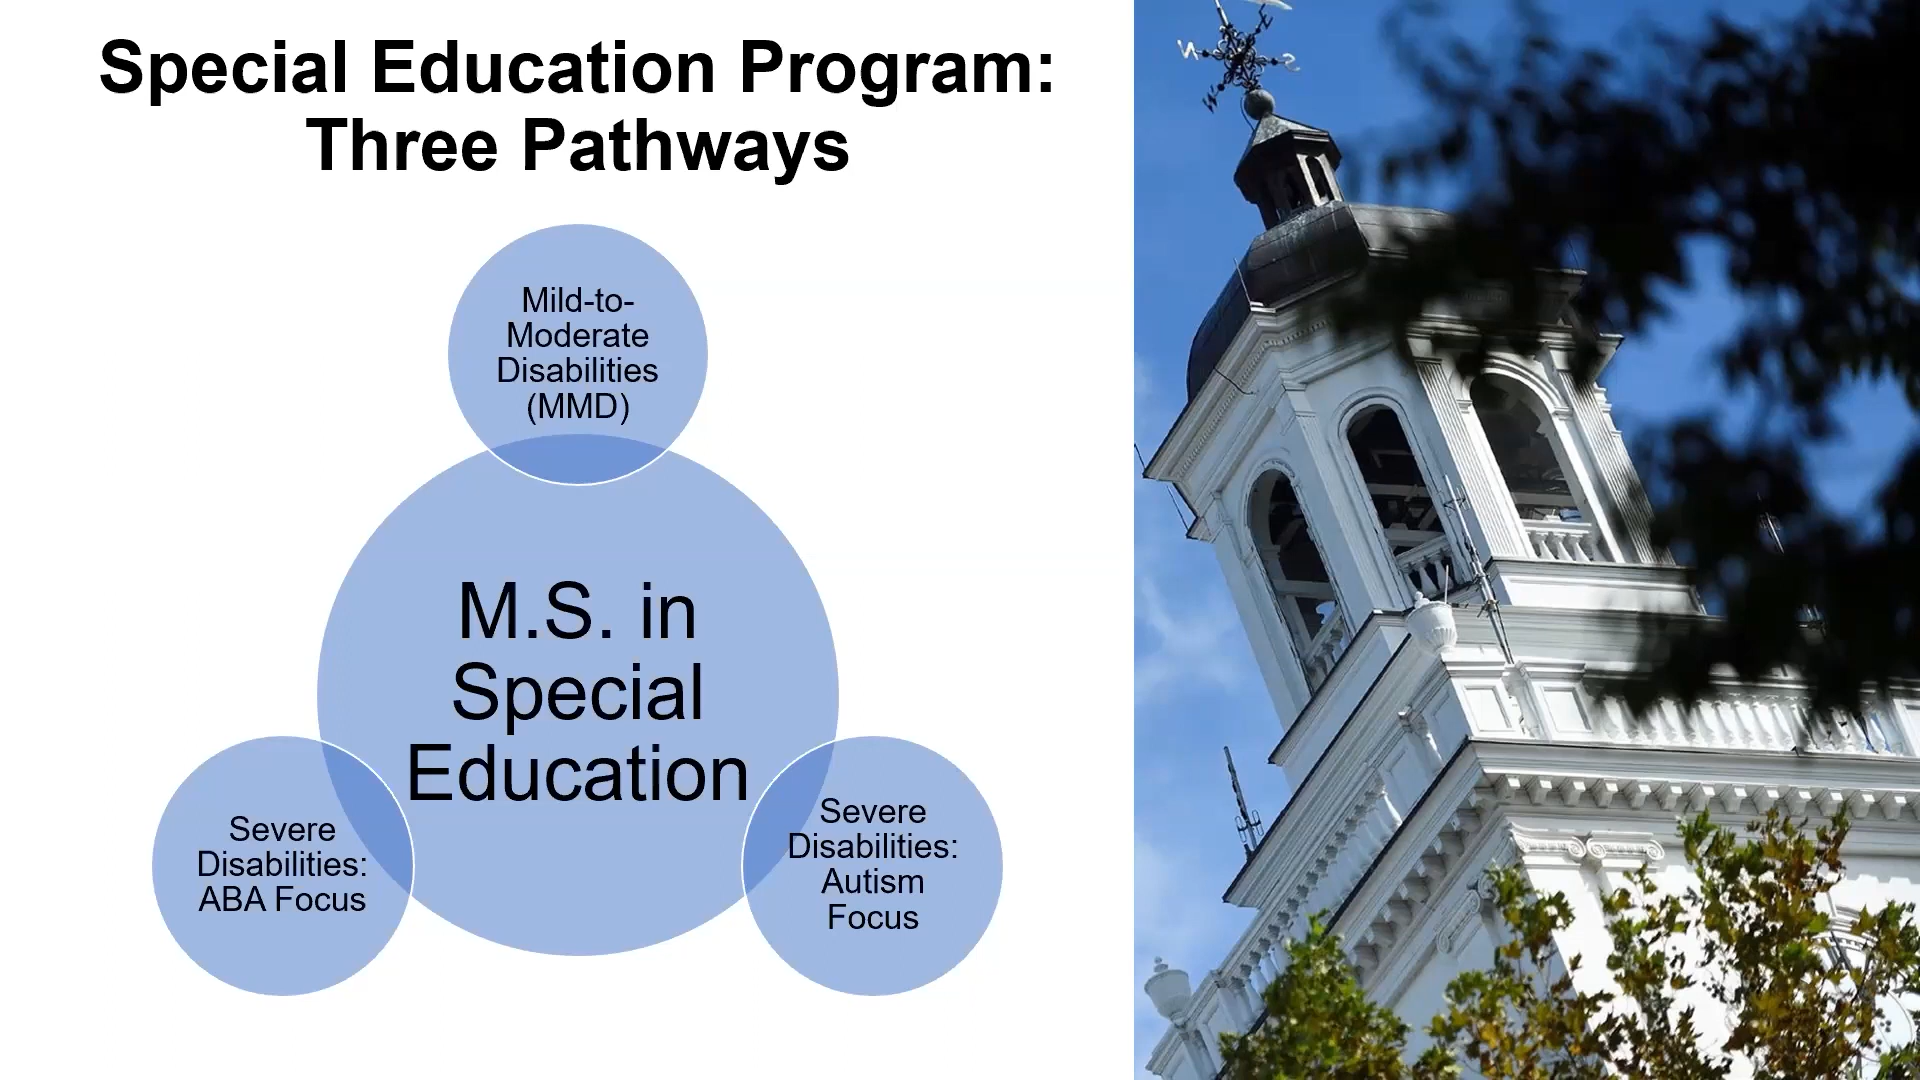 Special Education Program:
Three Pathways
Mild-to-
Moderate
Disabilities
(MMD)
M.S. in
Special
Education
Severe
Disabilities:
ABA Focus
Severe
Disabilities:
Autism
Focus